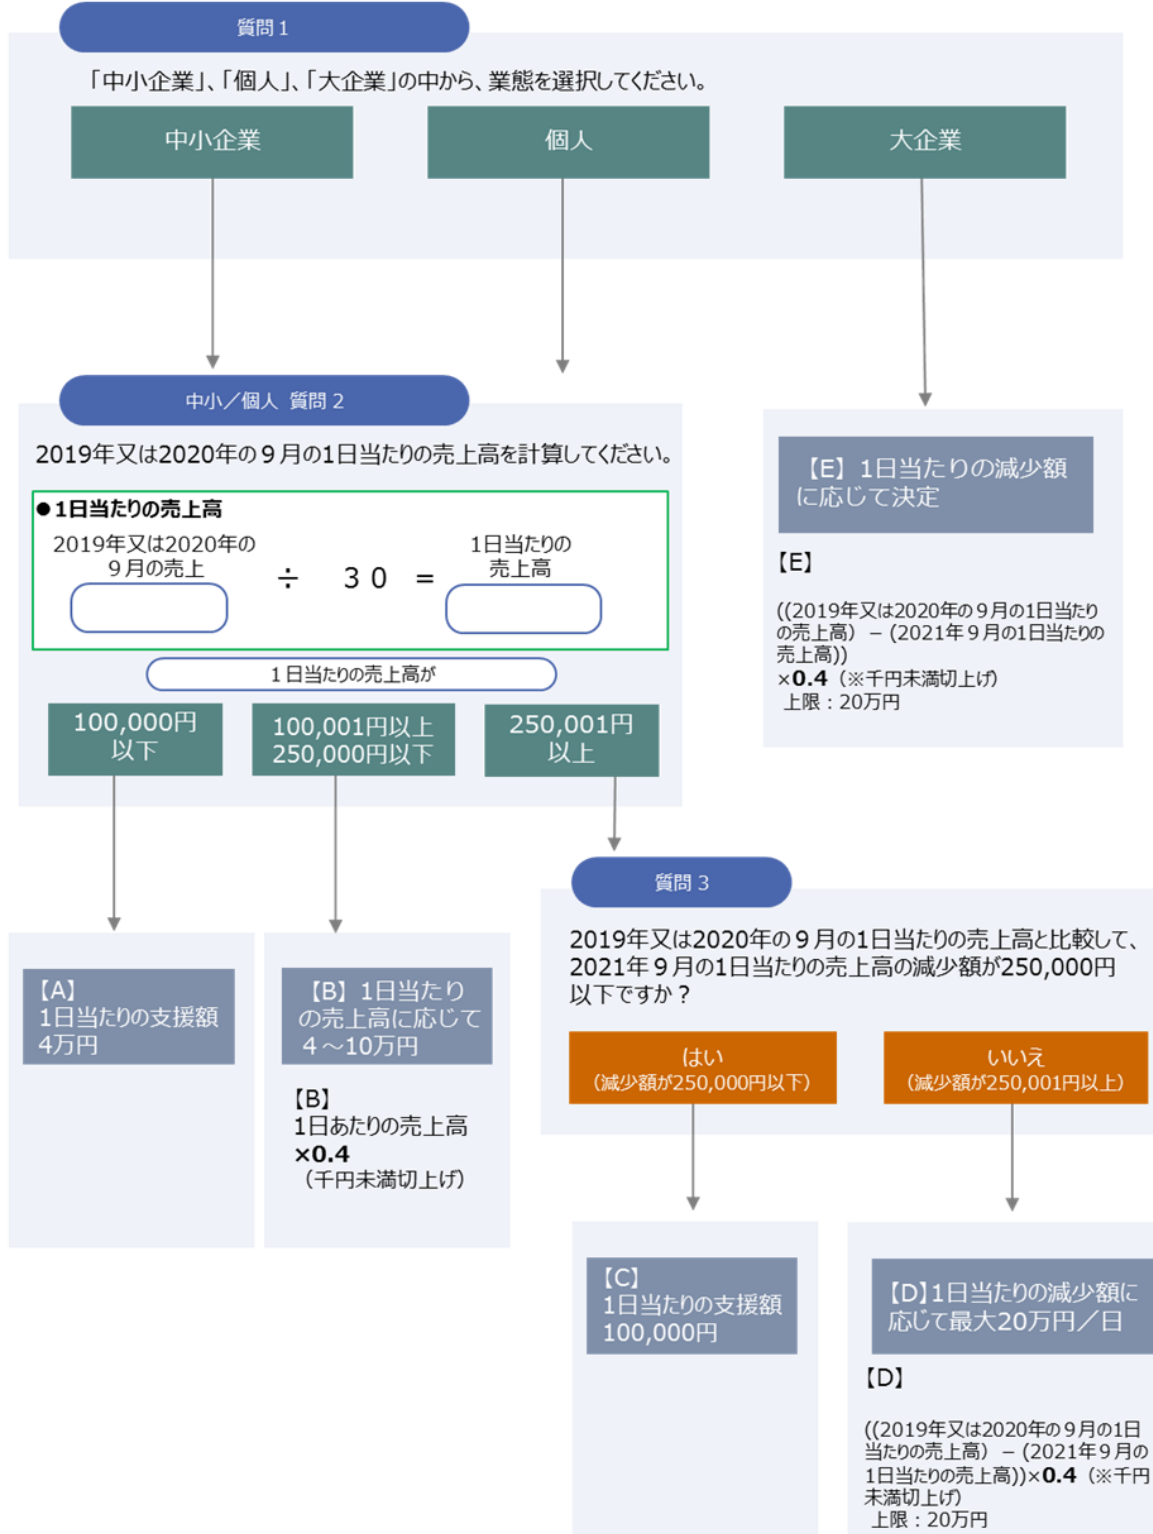 質問１
「中小企業」、「個人」、「大企業」の中から、業態を選択してください。
中小企業
個人
大企業
中小／個人 質問２
2019年又は2020年の９月の1日当たりの売上高を計算してください。
●1日当たりの売上高
2019年又は2020年の
９月の売上
÷ ３０ =
1日当たりの
売上高
１日当たりの売上高が
100,000円
以下
100,001円以上
250,000円以下
250,001円
以上
【E】1日当たりの減少額
に応じて決定
【E】
((2019年又は2020年の９月の1日当たり
の売上高）－ (2021年９月の1日当たりの
売上高))
×0.4（※千円未満切上げ）
上限：20万円
質問３
2019年又は2020年の９月の1日当たりの売上高と比較して、
2021年９月の1日当たりの売上高の減少額が250,000円
以下ですか？
はい
（減少額が250,000円以下）
いいえ
（減少額が250,001円以上）
【A】
1日当たりの支援額
4万円
【B】1日当たり
の売上高に応じて
４～10万円
【B】
1日あたりの売上高
×0.4
（千円未満切上げ）
【C】
1日当たりの支援額
100,000円
【D】1日当たりの減少額に
応じて最大20万円／日
【D】
((2019年又は2020年の９月の1日
当たりの売上高）－ (2021年９月の
1日当たりの売上高))×0.4（※千円
未満切上げ）
上限：20万円